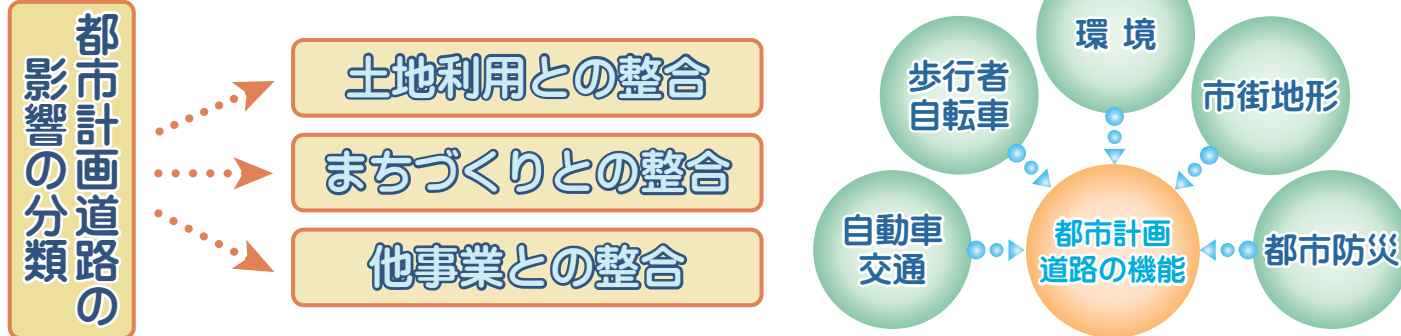 都市計画道路の
影響の分類
土地利用との整合
まちづくりとの整合
他事業との整合
環 境
歩行者
自転車
市街地形
自動車
交通
都市計画
道路の機能
都市防災